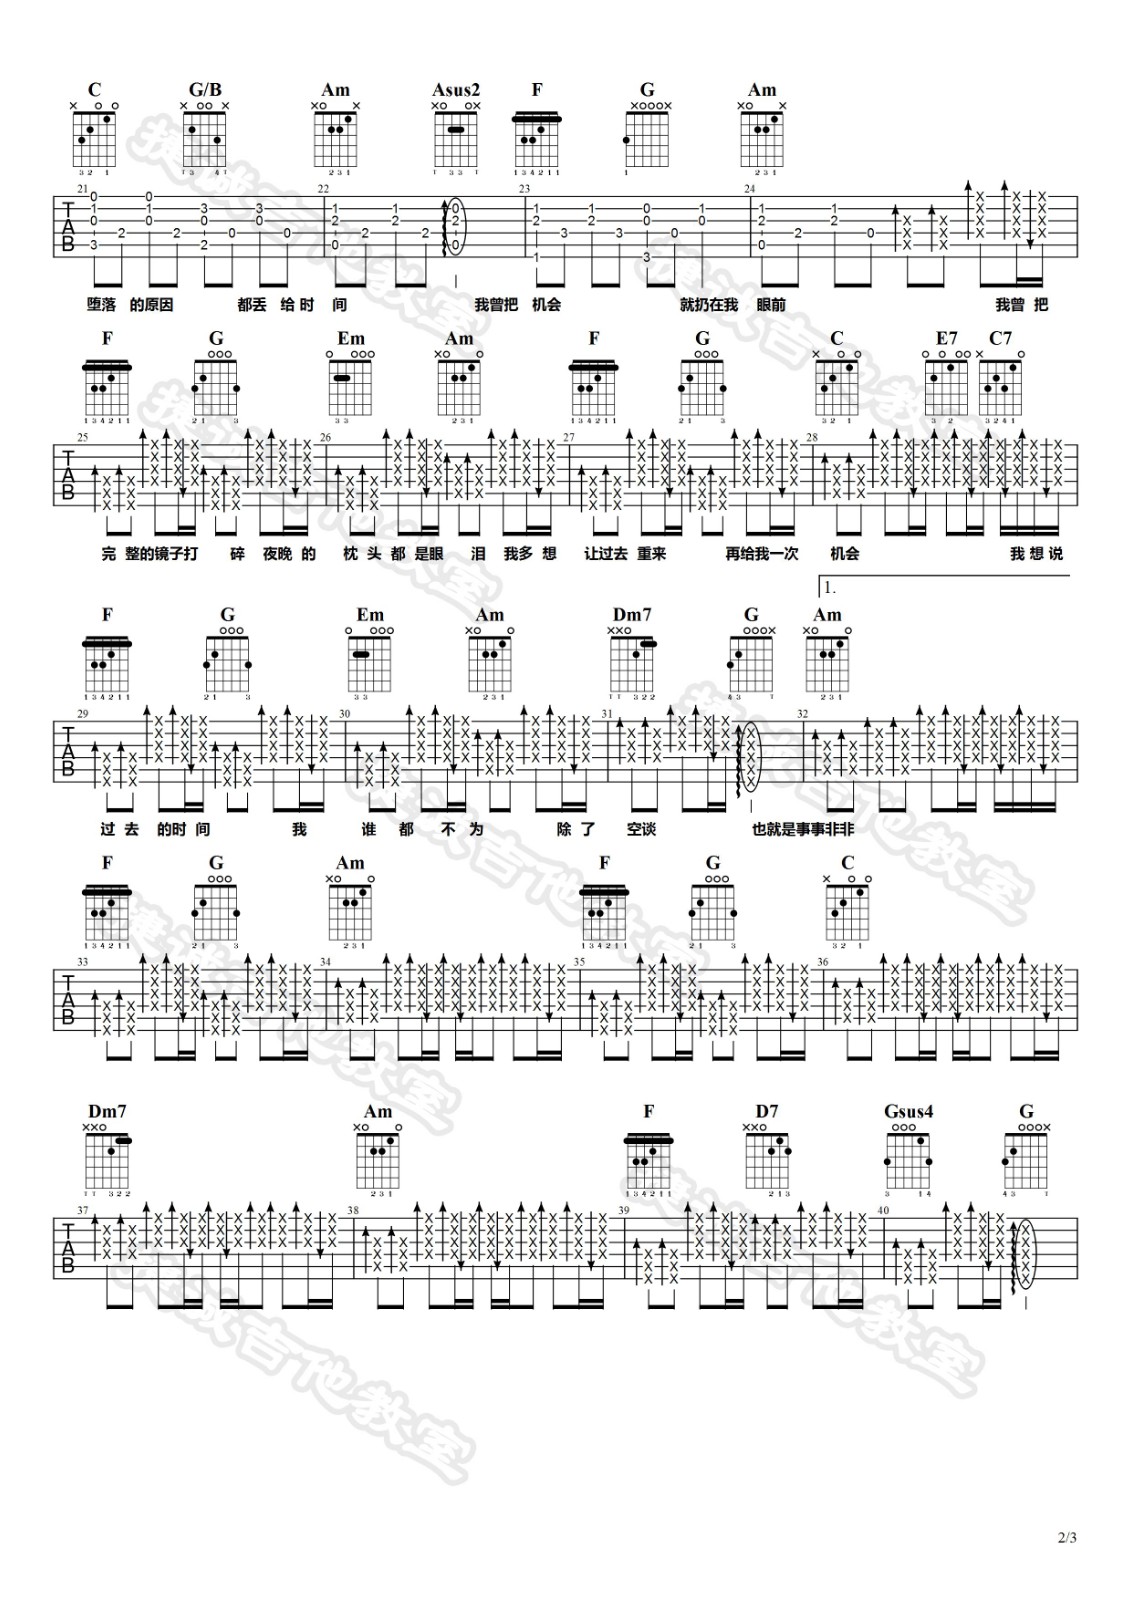 C G/B Am Asus2 F G Am
21 22 23 24
堕落 的原因 都丢 给时 间 我曾把 机会 就扔在我 眼前 我曾 把
F G Em Am F G C E7 C7
25 26 27 28
完 整的镜子打 碎 夜晚的 枕 头 都 是眼 泪 我多想 让过去 重来 再给我一次 机会 我 想 说
1.
F G Em Am Dm7 G Am
29 30 31 32
过 去 的时 间 我 谁 都 不 为 除 了 空谈 也就是事事非非
F G Am F G C
33 34 35 36
Dm7 Am F D7 Gsus4 G
37 38 39 40
2/3
捷诚吉他教室